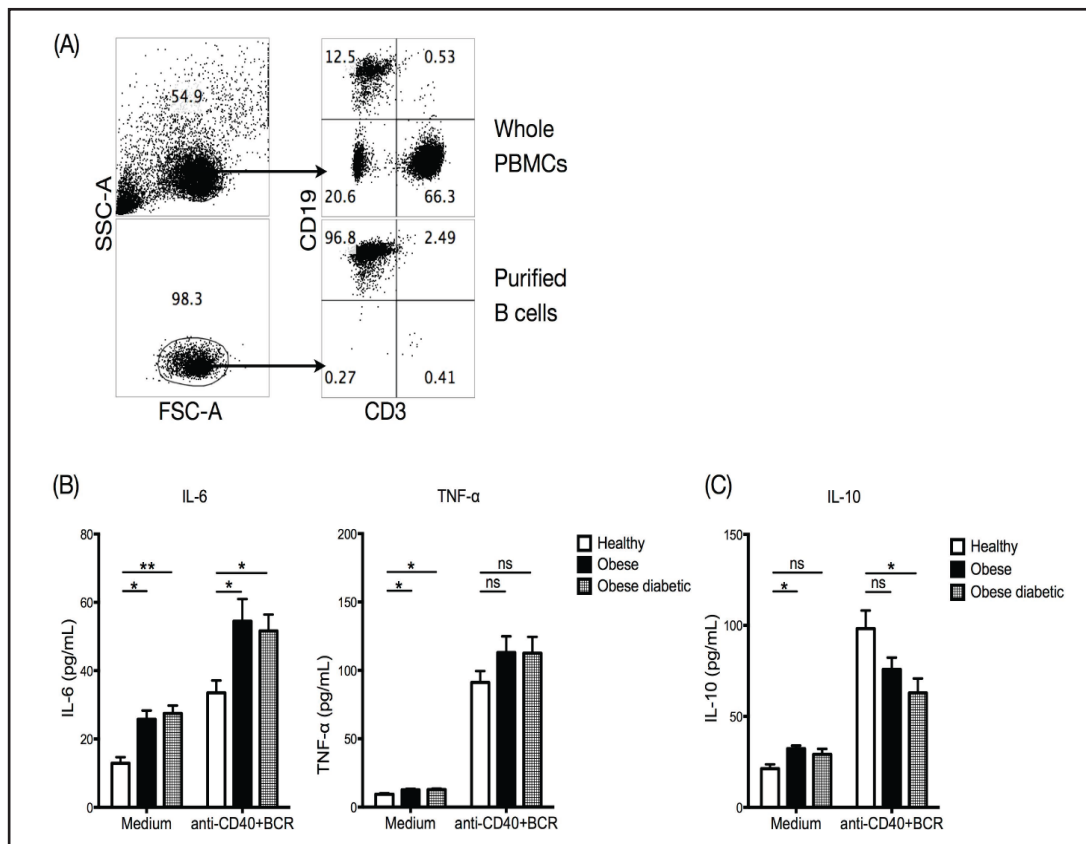 (A)
SSC-A
54.9
98.3
FSC-A
CD19
12.5 0.53
20.6 66.3
96.8 2.49
0.27 0.41
CD3
Whole
PBMCs
Purified
B cells
(B)
IL-6
IL-6 (pg/mL)
80
60
40
20
0
**
*
*
*
Medium anti-CD40+BCR
TNF-α
TNF-α (pg/mL)
200
150
100
50
0
*
*
ns
ns
Medium anti-CD40+BCR
Healthy
Obese
Obese diabetic
(C)
IL-10
IL-10 (pg/mL)
150
100
50
0
ns
*
*
ns
Medium anti-CD40+BCR
Healthy
Obese
Obese diabetic